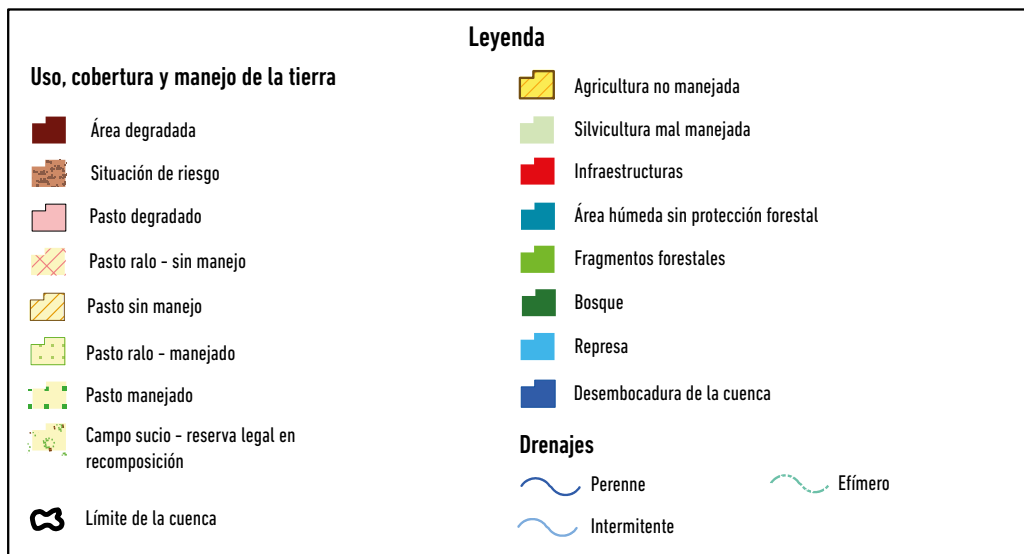 Leyenda
Uso, cobertura y manejo de la tierra
Área degradada
Situación de riesgo
Pasto degradado
Pasto ralo - sin manejo
Pasto sin manejo
Pasto ralo - manejado
Pasto manejado
Campo sucio - reserva legal en
recomposición
Límite de la cuenca
Agricultura no manejada
Silvicultura mal manejada
Infraestructuras
Área húmeda sin protección forestal
Fragmentos forestales
Bosque
Represa
Desembocadura de la cuenca
Drenajes
Perenne
Efímero
Intermitente